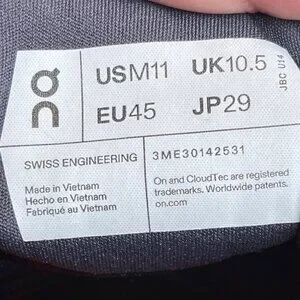 on
USM11 UK10.5
EU45 JP29
JBC U14
SWISS ENGINEERING
3ME30142531
Made in Vietnam
Hecho en Vietnam
Fabriqué au Vietnam
On and CloudTec are registered
trademarks. Worldwide patents.
on.com